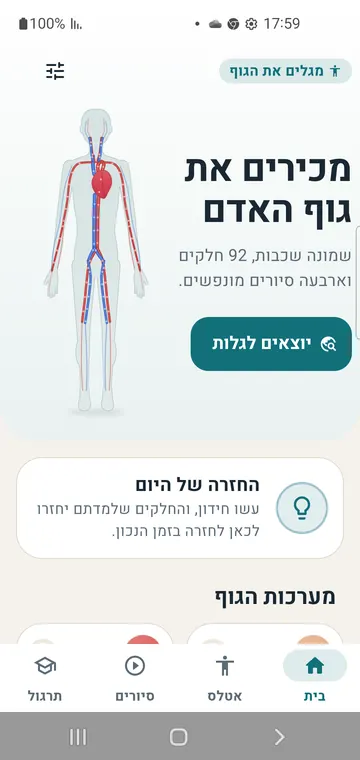 100%
17:59
מגלים את הגוף
מכירים את
גוף האדם
שמונה שכבות, 92 חלקים
וארבעה סיורים מונפשים.
יוצאים לגלות
החזרה של היום
עשו חידון, והחלקים שלמדתם יחזרו
לכאן לחזרה בזמן הנכון.
מערכות הגוף
בית
אטלס
סיורים
תרגול